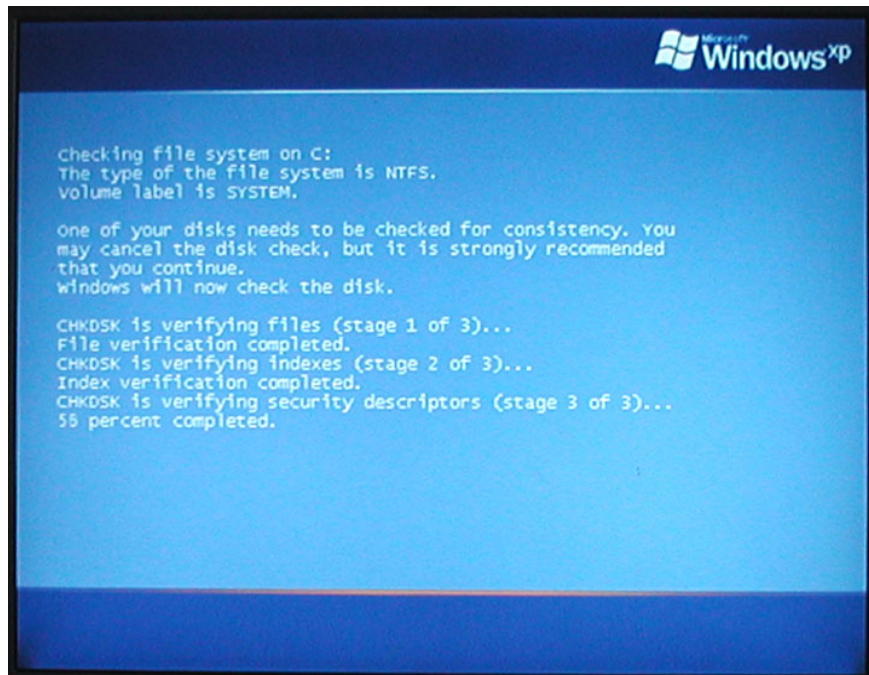 Microsoft
Windows xp
Checking file system on C:
The type of the file system is NTFS.
Volume label is SYSTEM.
One of your disks needs to be checked for consistency. You
may cancel the disk check, but it is strongly recommended
that you continue.
Windows will now check the disk.
CHKDSK is verifying files (stage 1 of 3)...
File verification completed.
CHKDSK is verifying indexes (stage 2 of 3)...
Index verification completed.
CHKDSK is verifying security descriptors (stage 3 of 3)...
56 percent completed.